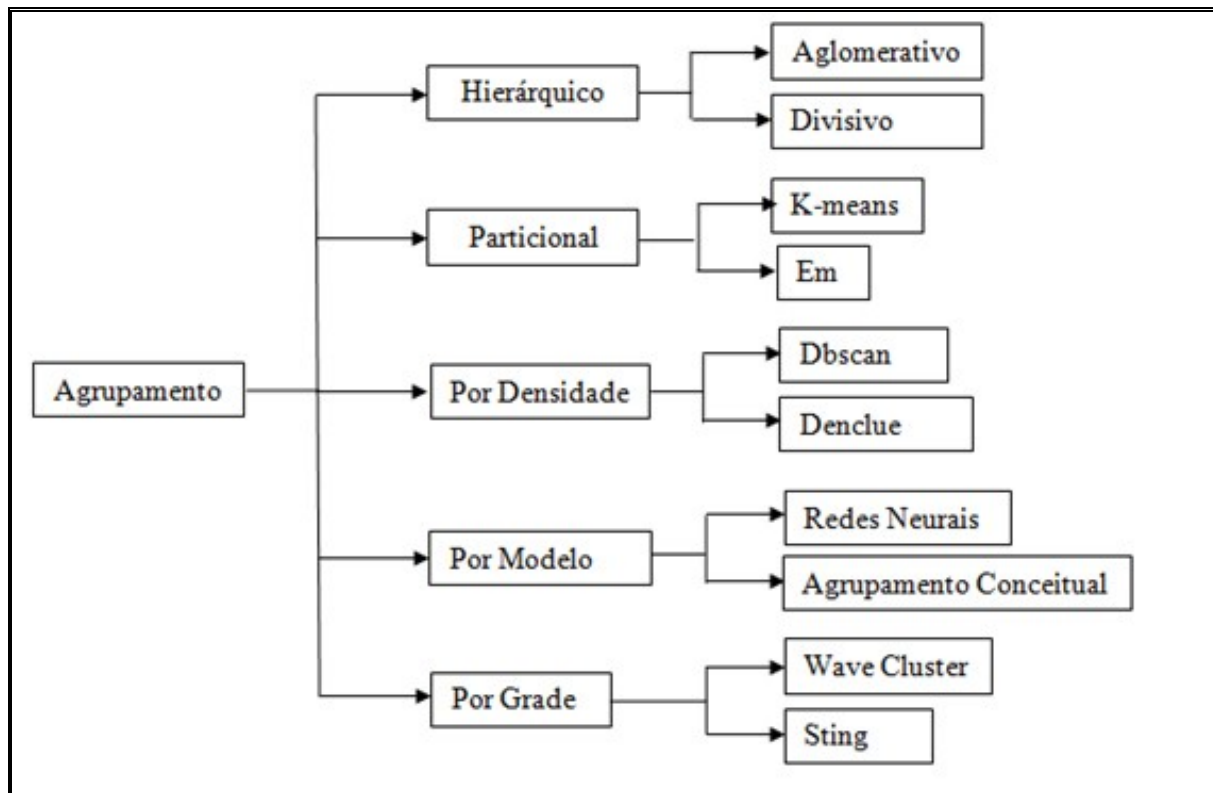 Aglomerativo
Hierárquico
Divisivo
K-means
Particional
Em
Dbscan
Agrupamento
Por Densidade
Denclue
Redes Neurais
Por Modelo
Agrupamento Conceitual
Wave Cluster
Por Grade
Sting